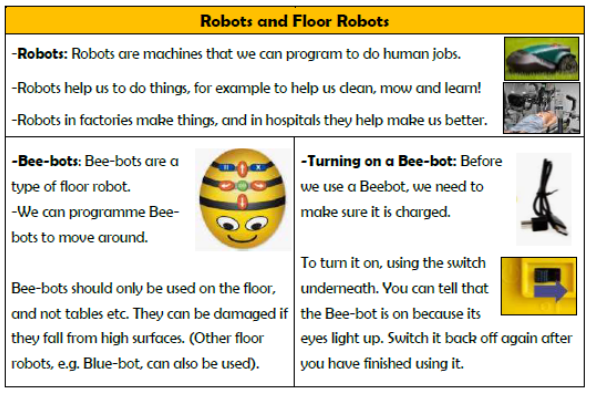 Robots and Floor Robots
-Robots: Robots are machines that we can program to do human jobs.
-Robots help us to do things, for example to help us clean, mow and learn!
-Robots in factories make things, and in hospitals they help make us better.
-Bee-bots: Bee-bots are a
type of floor robot.
-We can programme Bee-
bots to move around.
Bee-bots should only be used on the floor,
and not tables etc. They can be damaged if
they fall from high surfaces. (Other floor
robots, e.g. Blue-bot, can also be used).
-Turning on a Bee-bot: Before
we use a Beebot, we need to
make sure it is charged.
To turn it on, using the switch
underneath. You can tell that
the Bee-bot is on because its
eyes light up. Switch it back off again after
you have finished using it.